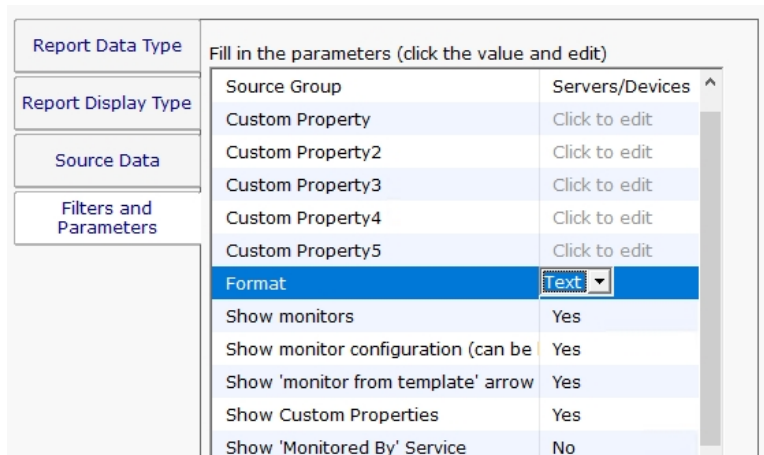 Report Data Type
Report Display Type
Source Data
Filters and
Parameters
Fill in the parameters (click the value and edit)
Source Group Servers/Devices
Custom Property Click to edit
Custom Property2 Click to edit
Custom Property3 Click to edit
Custom Property4 Click to edit
Custom Property5 Click to edit
Format Text
Show monitors Yes
Show monitor configuration (can be Yes
Show 'monitor from template' arrow Yes
Show Custom Properties Yes
Show 'Monitored By' Service No